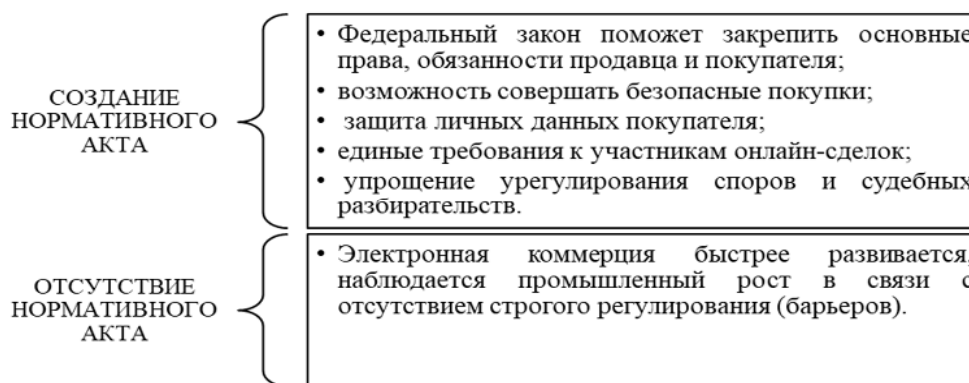 СОЗДАНИЕ
НОРМАТИВНОГО
АКТА
• Федеральный закон поможет закрепить основные
права, обязанности продавца и покупателя;
• возможность совершать безопасные покупки;
• защита личных данных покупателя;
• единые требования к участникам онлайн-сделок;
• упрощение урегулирования споров и судебных
разбирательств.
ОТСУТСТВИЕ
НОРМАТИВНОГО
АКТА
• Электронная коммерция быстрее развивается,
наблюдается промышленный рост в связи с
отсутствием строгого регулирования (барьеров).